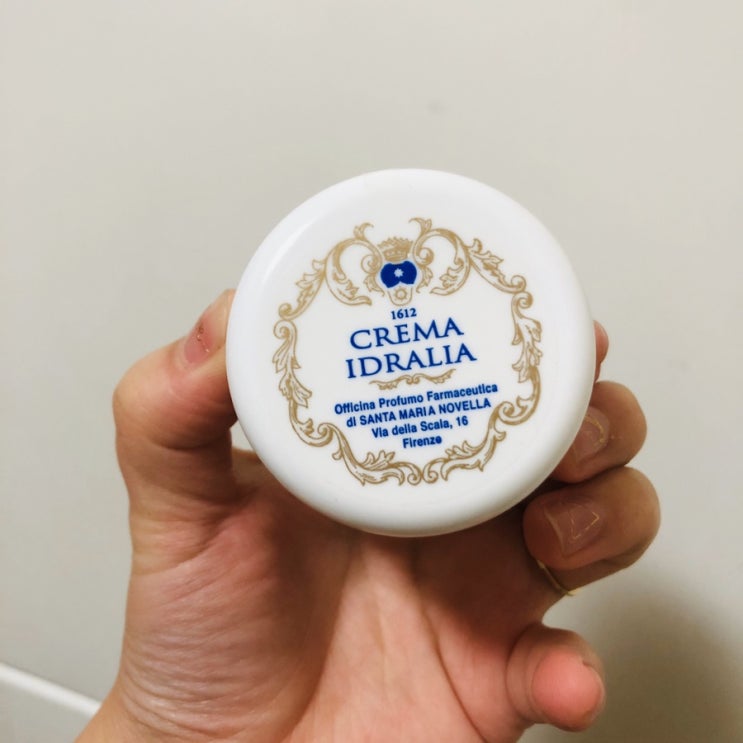 1612
CREMA
IDRALIA
Officina Profumo Farmaceutica
di SANTA MARIA NOVELLA
Via della Scala, 16
Firenze